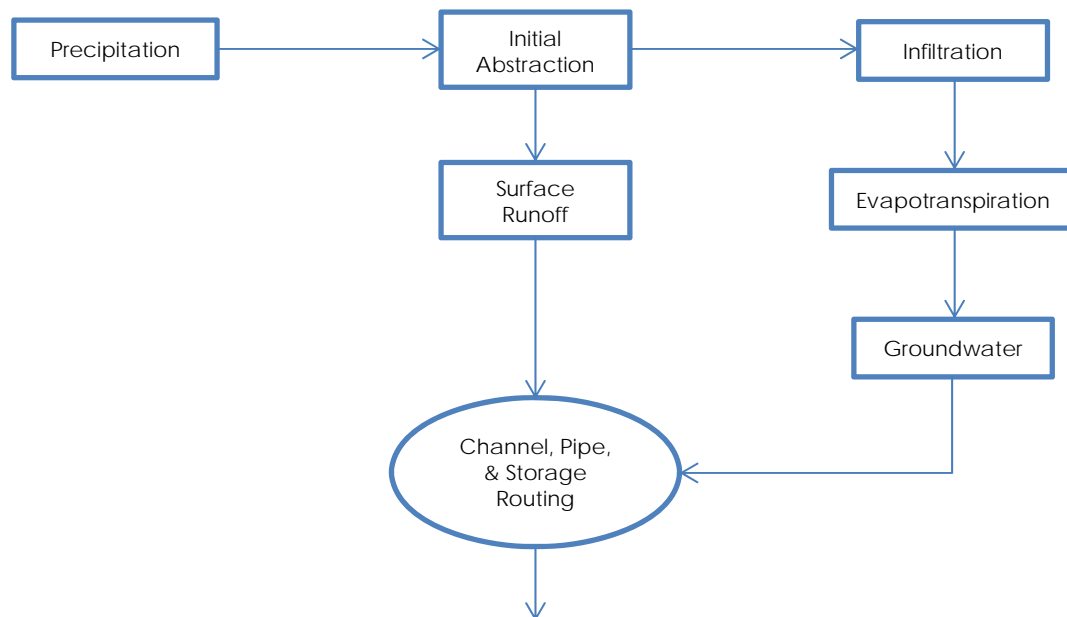 Precipitation
Initial
Abstraction
Infiltration
Surface
Runoff
Evapotranspiration
Groundwater
Channel, Pipe,
& Storage
Routing